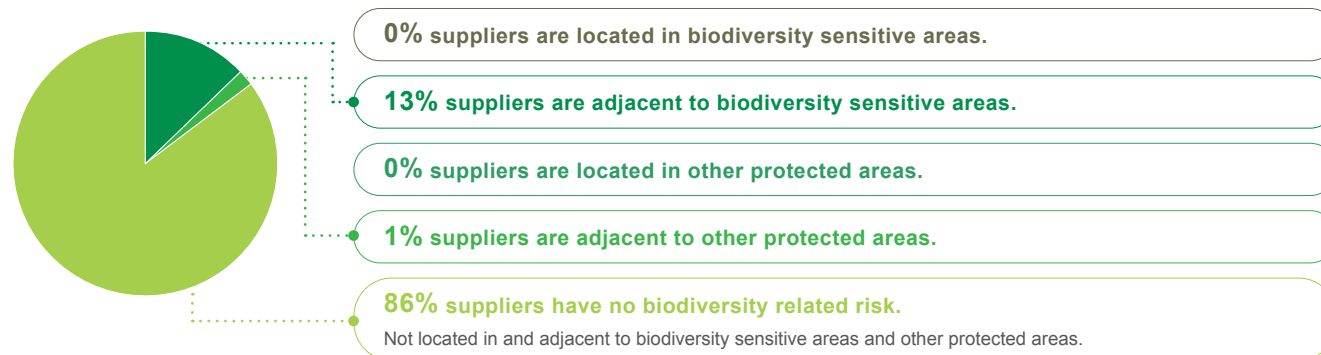 0% suppliers are located in biodiversity sensitive areas.
13% suppliers are adjacent to biodiversity sensitive areas.
0% suppliers are located in other protected areas.
1% suppliers are adjacent to other protected areas.
86% suppliers have no biodiversity related risk.
Not located in and adjacent to biodiversity sensitive areas and other protected areas.